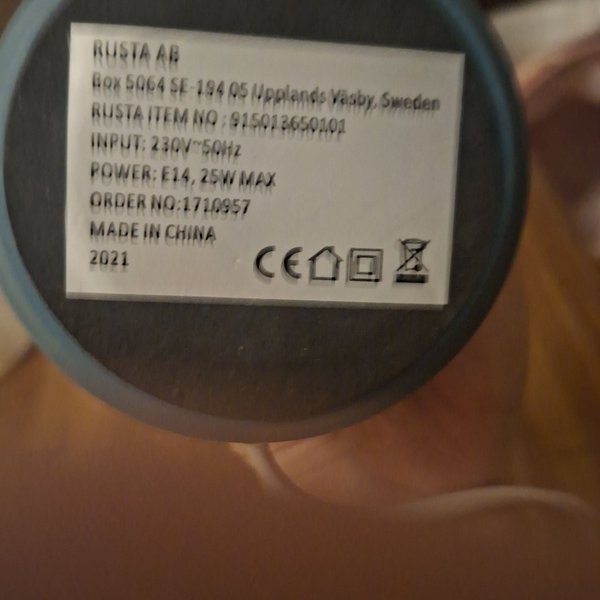 RUSTA AB
Box 5064 SE-194 05 Upplands Väsby, Sweden
RUSTA ITEM NO : 915013650101
INPUT: 230V~50Hz
POWER: E14, 25W MAX
ORDER NO:1710957
MADE IN CHINA
2021 CE